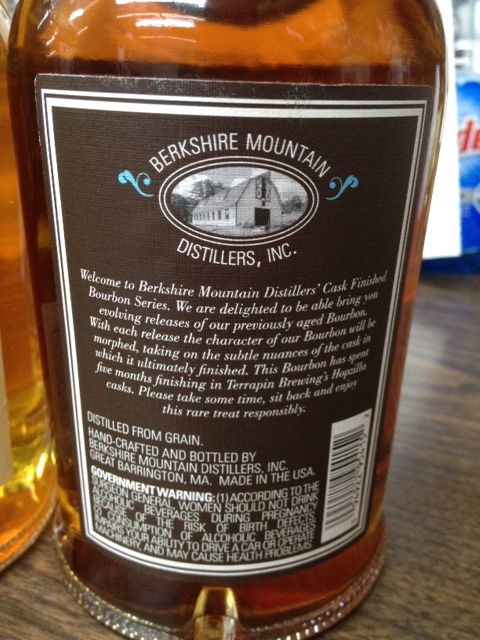 BERKSHIRE MOUNTAIN
DISTILLERS, INC.
Welcome to Berkshire Mountain Distillers' Cask Finished
Bourbon Series. We are delighted to be able bring you
evolving releases of our previously aged Bourbon.
With each release the character of our Bourbon will be
morphed, taking on the subtle nuances of the cask in
which it ultimately finished. This Bourbon has spent
five months finishing in Terrapin Brewing's Hopzilla
casks. Please take some time, sit back and enjoy
this rare treat responsibly.
DISTILLED FROM GRAIN.
HAND-CRAFTED AND BOTTLED BY
BERKSHIRE MOUNTAIN DISTILLERS, INC.
GREAT BARRINGTON, MA. MADE IN THE USA.
GOVERNMENT WARNING: (1) ACCORDING TO THE
SURGEON GENERAL, WOMEN SHOULD NOT DRINK
ALCOHOLIC BEVERAGES DURING PREGNANCY
BECAUSE OF THE RISK OF BIRTH DEFECTS.
CONSUMPTION OF ALCOHOLIC BEVERAGES
IMPAIRS YOUR ABILITY TO DRIVE A CAR OR OPERATE
MACHINERY, AND MAY CAUSE HEALTH PROBLEMS